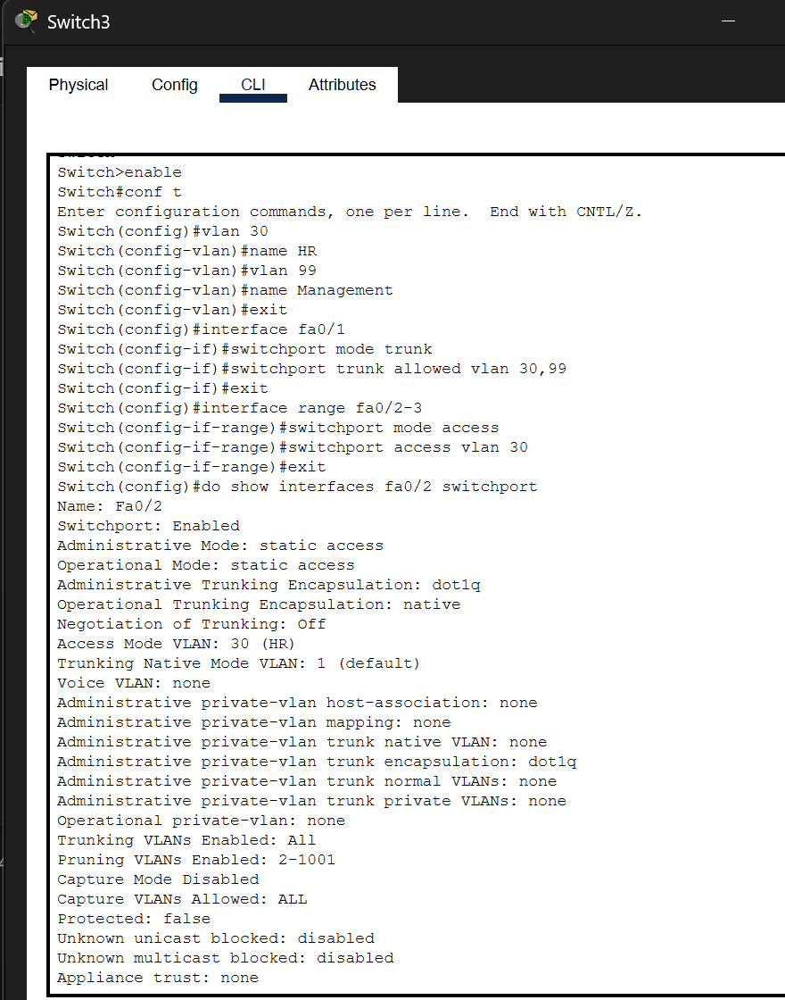 Switch3
Physical Config CLI Attributes
Switch>enable
Switch#conf t
Enter configuration commands, one per line.  End with CNTL/Z.
Switch(config)#vlan 30
Switch(config-vlan)#name HR
Switch(config-vlan)#vlan 99
Switch(config-vlan)#name Management
Switch(config-vlan)#exit
Switch(config)#interface fa0/1
Switch(config-if)#switchport mode trunk
Switch(config-if)#switchport trunk allowed vlan 30,99
Switch(config-if)#exit
Switch(config)#interface range fa0/2-3
Switch(config-if-range)#switchport mode access
Switch(config-if-range)#switchport access vlan 30
Switch(config-if-range)#exit
Switch(config)#do show interfaces fa0/2 switchport
Name: Fa0/2
Switchport: Enabled
Administrative Mode: static access
Operational Mode: static access
Administrative Trunking Encapsulation: dot1q
Operational Trunking Encapsulation: native
Negotiation of Trunking: Off
Access Mode VLAN: 30 (HR)
Trunking Native Mode VLAN: 1 (default)
Voice VLAN: none
Administrative private-vlan host-association: none
Administrative private-vlan mapping: none
Administrative private-vlan trunk native VLAN: none
Administrative private-vlan trunk encapsulation: dot1q
Administrative private-vlan trunk normal VLANs: none
Administrative private-vlan trunk private VLANs: none
Operational private-vlan: none
Trunking VLANs Enabled: All
Pruning VLANs Enabled: 2-1001
Capture Mode Disabled
Capture VLANs Allowed: ALL
Protected: false
Unknown unicast blocked: disabled
Unknown multicast blocked: disabled
Appliance trust: none